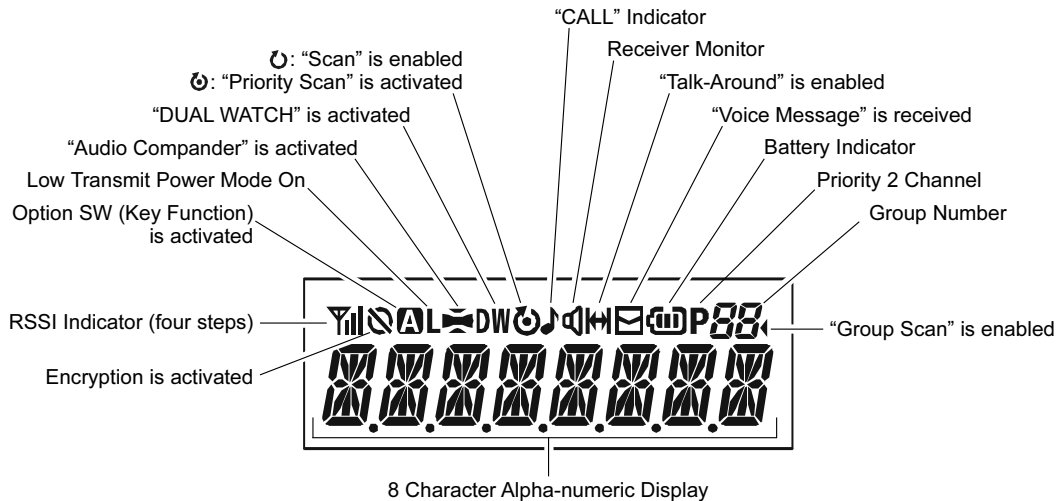 “CALL” Indicator
Receiver Monitor
: “Scan” is enabled
: “Priority Scan” is activated
“Talk-Around” is enabled
“DUAL WATCH” is activated
“Voice Message” is received
“Audio Compander” is activated
Battery Indicator
Low Transmit Power Mode On
Priority 2 Channel
Option SW (Key Function)
is activated
Group Number
A L DW P 88
RSSI Indicator (four steps)
“Group Scan” is enabled
Encryption is activated
8 Character Alpha-numeric Display